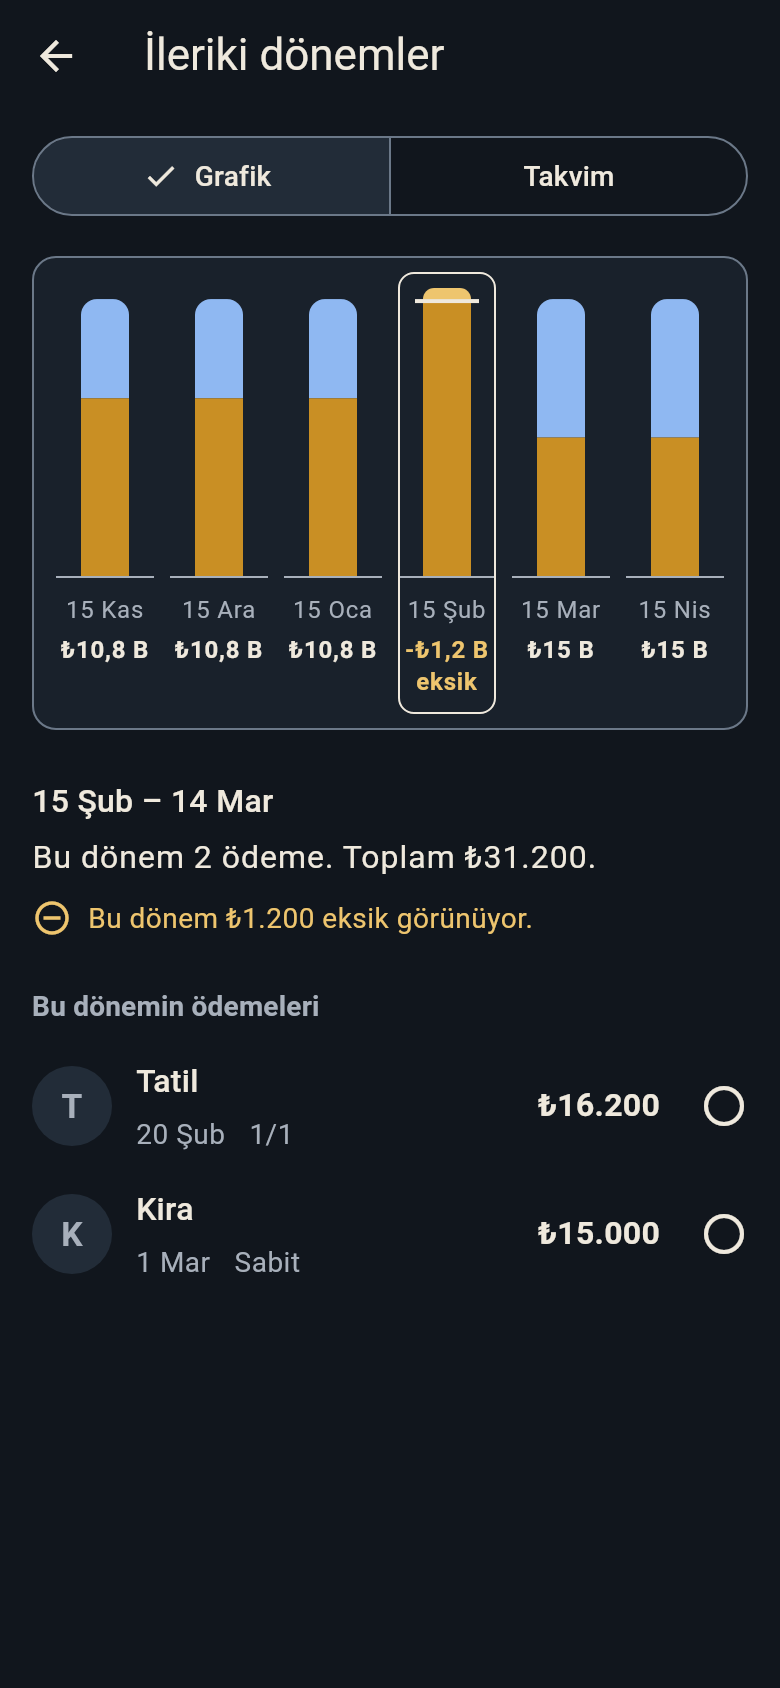 İleriki dönemler
Grafik
Takvim
15 Kas
15 Ara
15 Oca
15 Şub
15 Mar
15 Nis
₺10,8 B
₺10,8 B
₺10,8 B
-₺1,2 B
eksik
₺15 B
₺15 B
15 Şub – 14 Mar
Bu dönem 2 ödeme. Toplam ₺31.200.
Bu dönem ₺1.200 eksik görünüyor.
Bu dönemin ödemeleri
T
Tatil
20 Şub 1/1
₺16.200
K
Kira
1 Mar Sabit
₺15.000